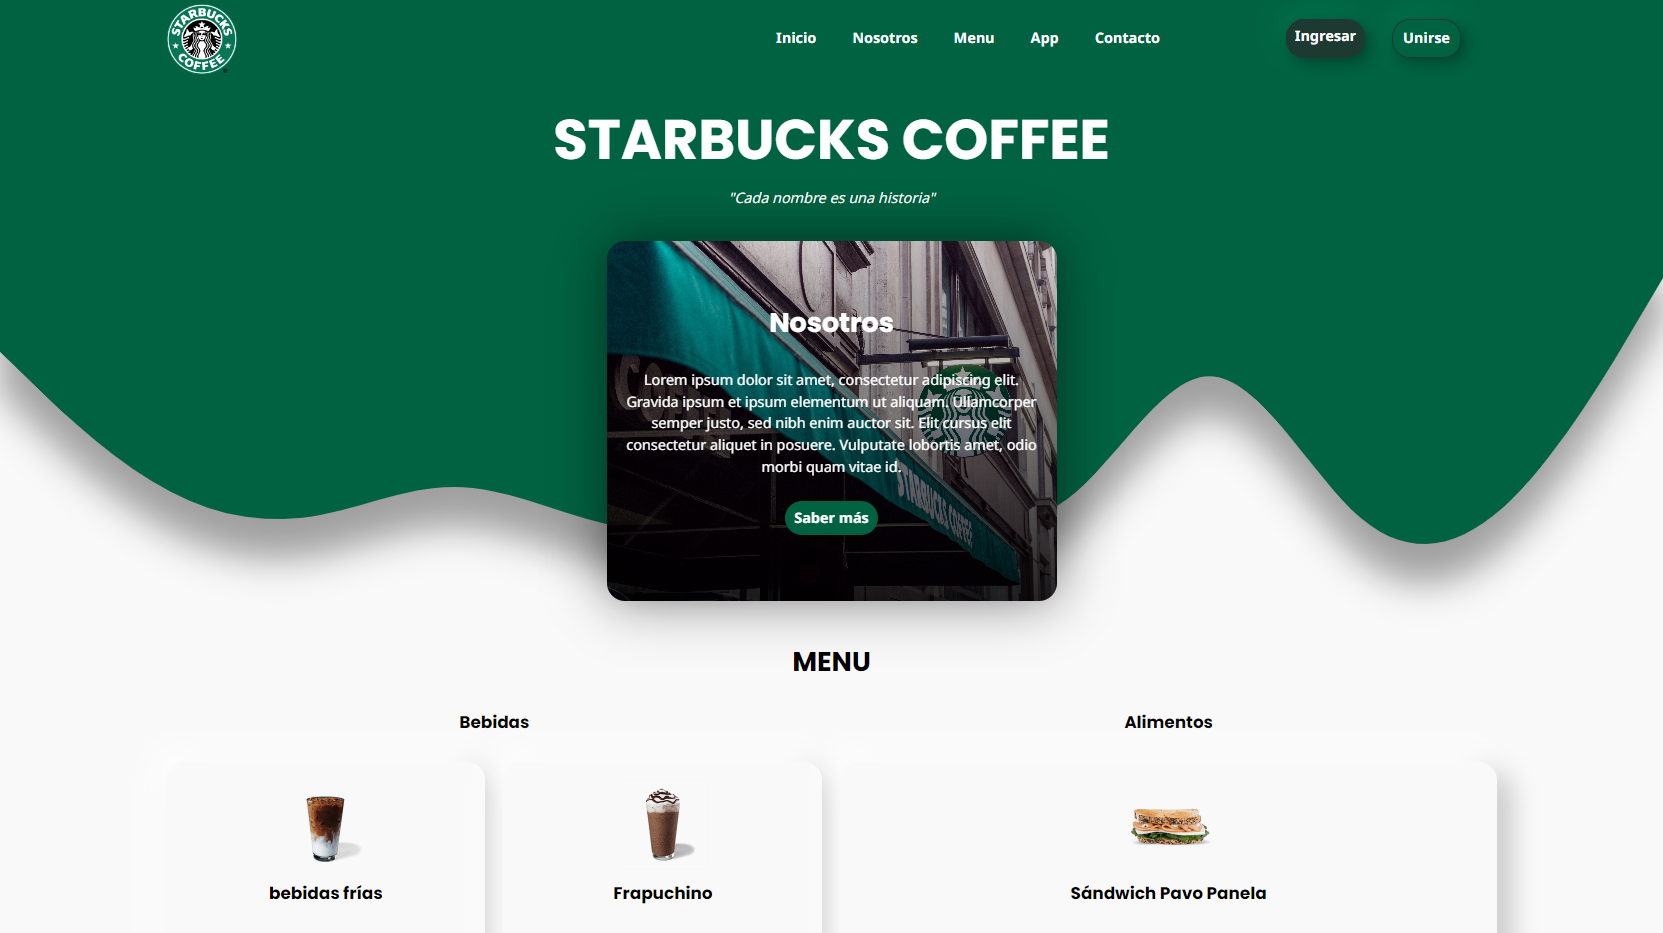 STARBUCKS
COFFEE
Inicio
Nosotros
Menu
App
Contacto
Ingresar
Unirse
STARBUCKS COFFEE
"Cada nombre es una historia"
Nosotros
Lorem ipsum dolor sit amet, consectetur adipiscing elit.
Gravida ipsum et ipsum elementum ut aliquam. Ullamcorper
semper justo, sed nibh enim auctor sit. Elit cursus elit
consectetur aliquet in posuere. Vulputate lobortis amet, odio
morbi quam vitae id.
STARBUCKS COFFEE
Saber más
MENU
Bebidas
Alimentos
bebidas frías
Frapuchino
Sándwich Pavo Panela